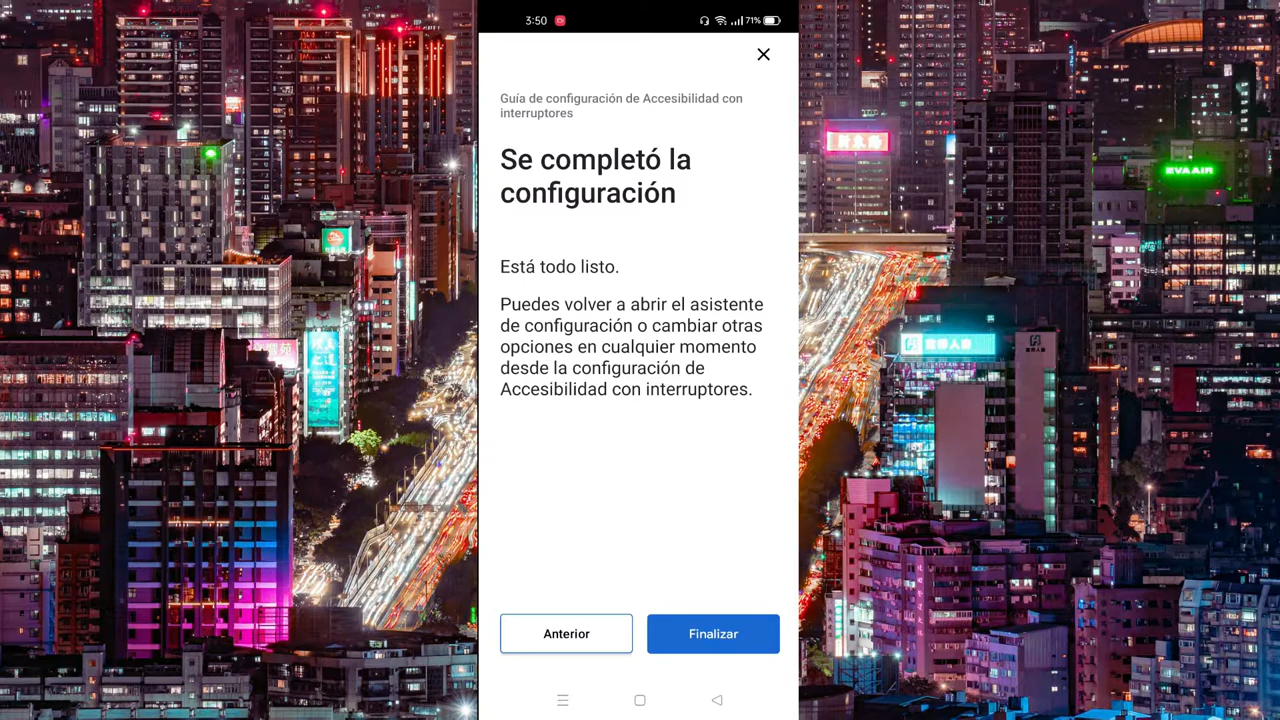 3:50
71%
Guía de configuración de Accesibilidad con
interruptores
Se completó la
configuración
Está todo listo.
Puedes volver a abrir el asistente
de configuración o cambiar otras
opciones en cualquier momento
desde la configuración de
Accesibilidad con interruptores.
Anterior
Finalizar
EVA AIR